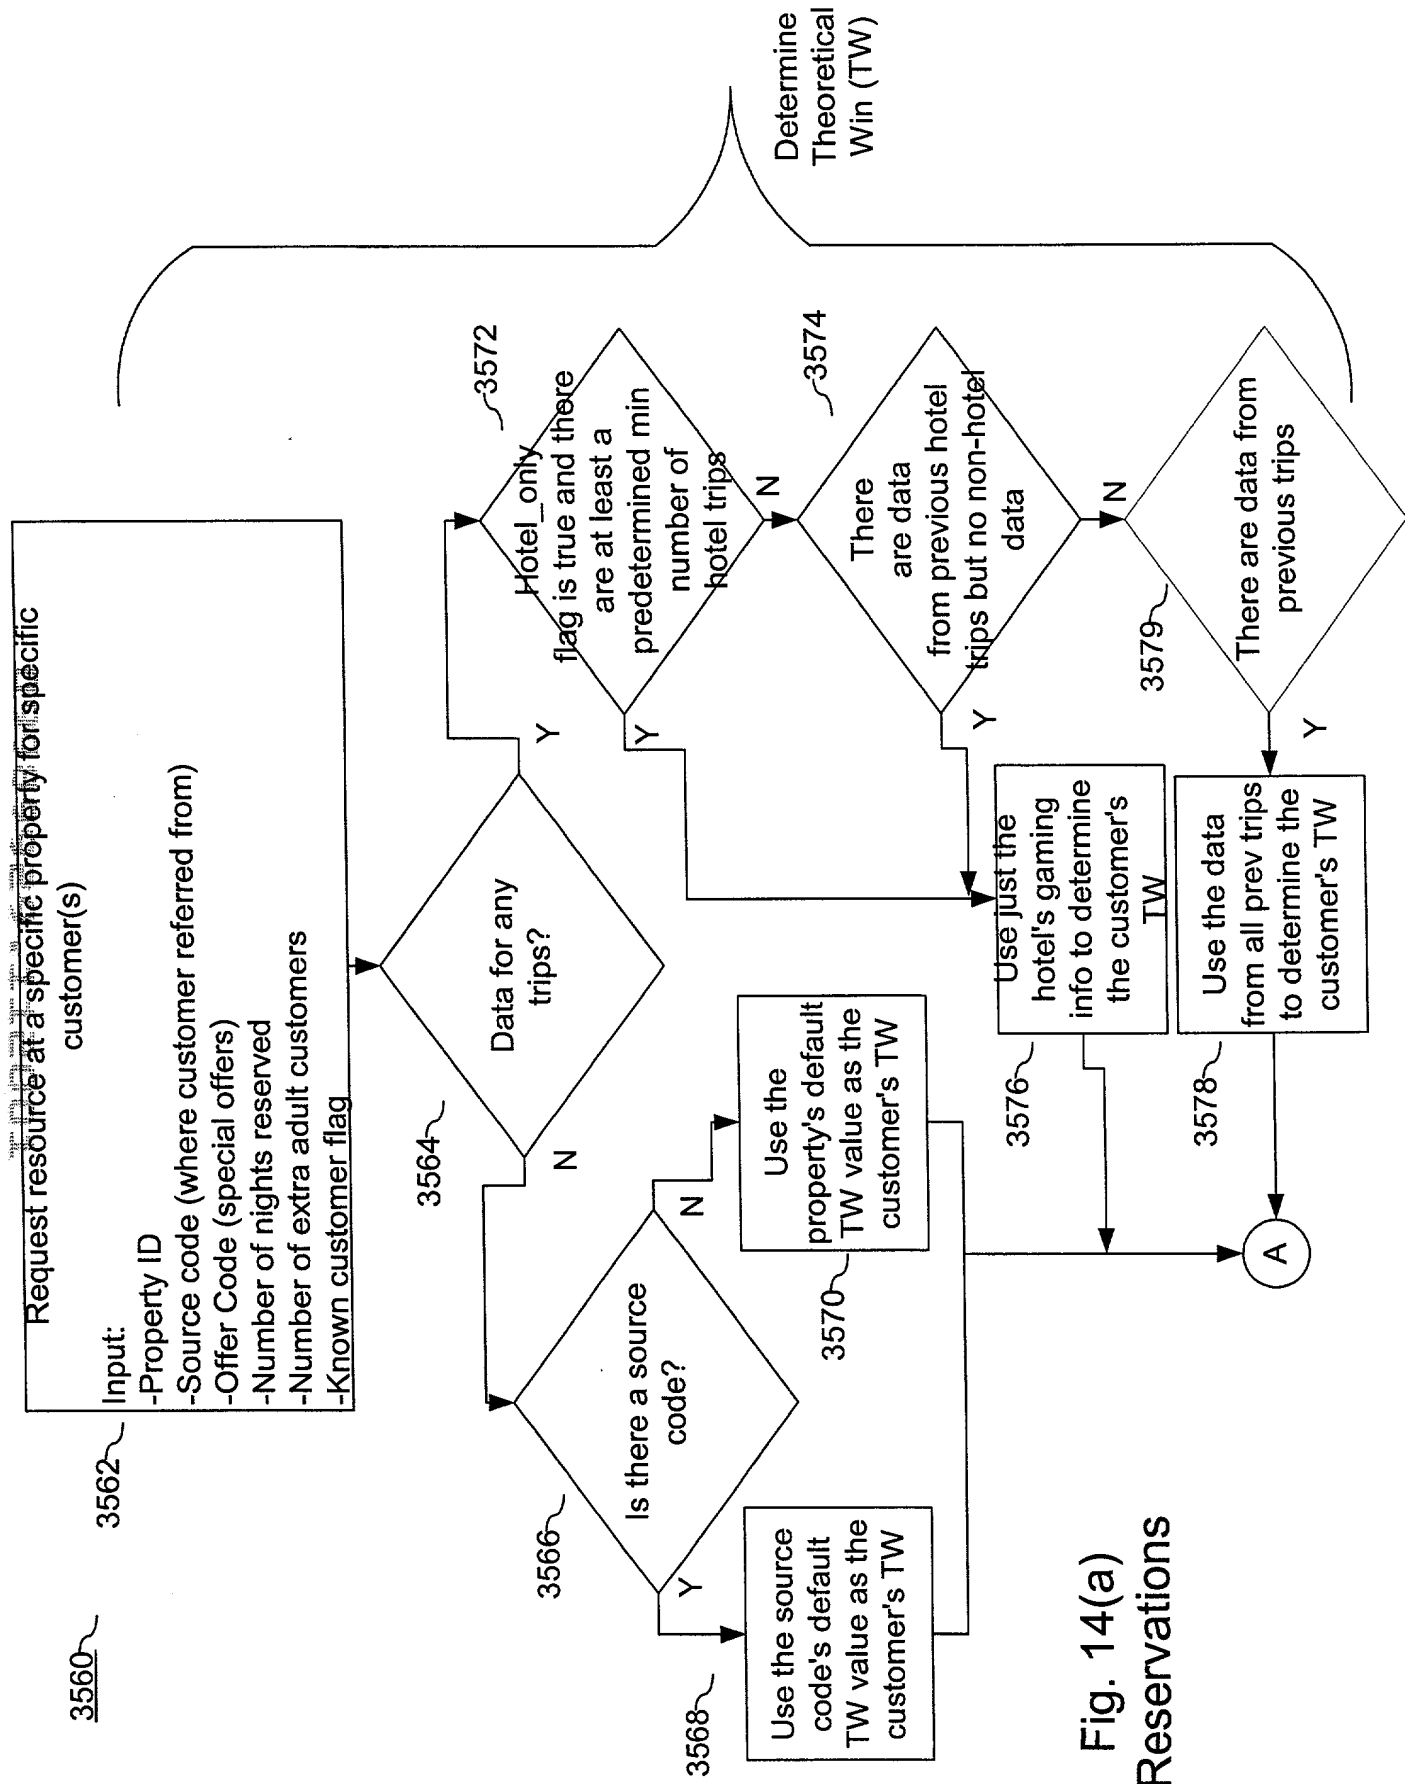 3560
3562
Request resource at a specific property for specific
customer(s)
Input:
-Property ID
-Source code (where customer referred from)
-Offer Code (special offers)
-Number of nights reserved
-Number of extra adult customers
-Known customer flag
3564
Data for any
trips?
N
Y
3566
Is there a source
code?
Y
N
3568
Use the source
code's default
TW value as the
customer's TW
3570
Use the
property's default
TW value as the
customer's TW
3572
Hotel_only
flag is true and there
are at least a
predetermined min
number of
hotel trips
Y
N
3574
There
are data
from previous hotel
trips but no non-hotel
data
Y
N
3576
Use just the
hotel's gaming
info to determine
the customer's
TW
3579
There are data from
previous trips
Y
3578
Use the data
from all prev trips
to determine the
customer's TW
A
Determine
Theoretical
Win (TW)
Fig. 14(a)
Reservations